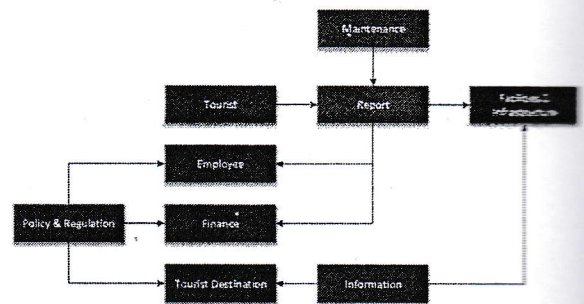 Maintenance
Tourist
Report
Employee
Policy & Regulation
Finance
Tourist Destination
Information